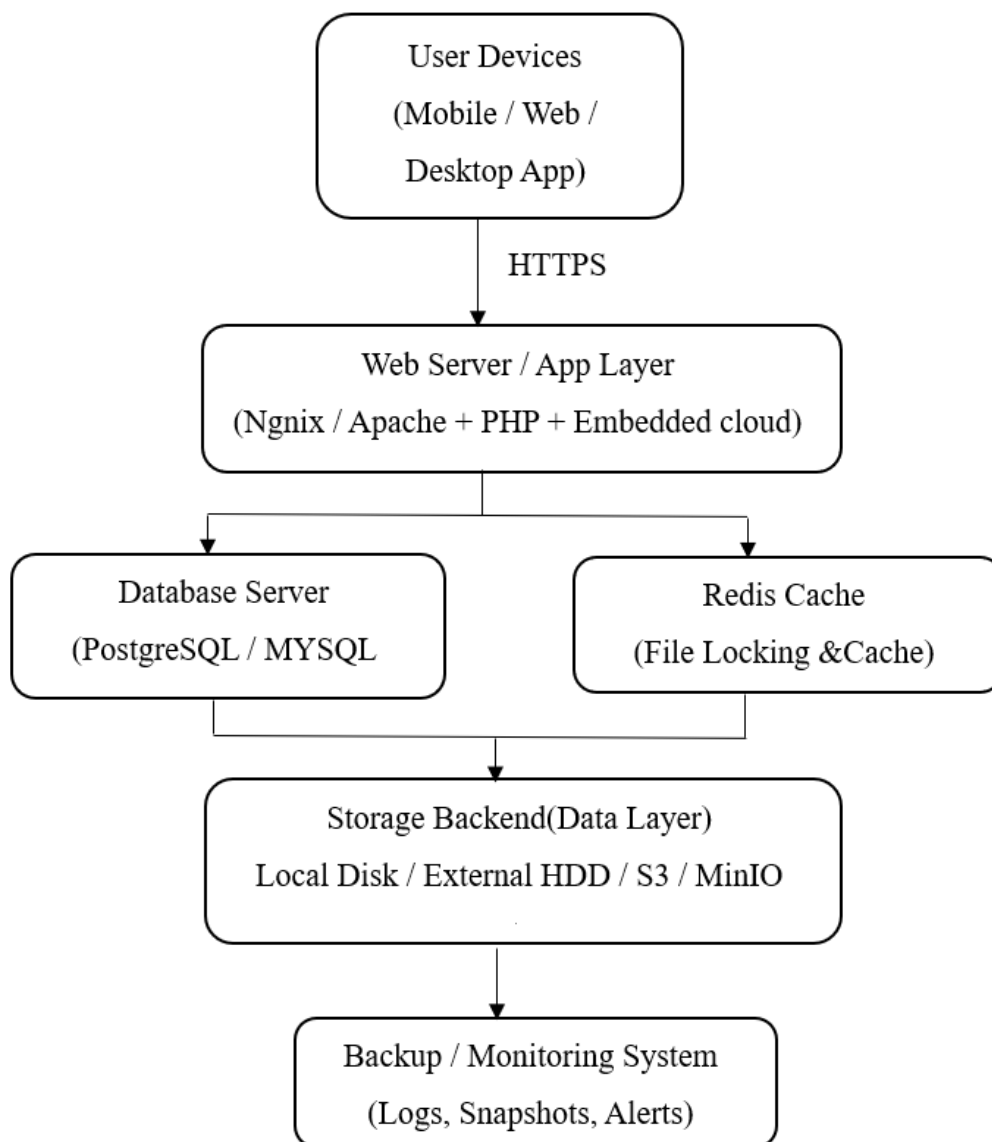 User Devices
(Mobile / Web /
Desktop App)
HTTPS
Web Server / App Layer
(Ngnix / Apache + PHP + Embedded cloud)
Database Server
(PostgreSQL / MYSQL
Redis Cache
(File Locking &Cache)
Storage Backend(Data Layer)
Local Disk / External HDD / S3 / MinIO
Backup / Monitoring System
(Logs, Snapshots, Alerts)